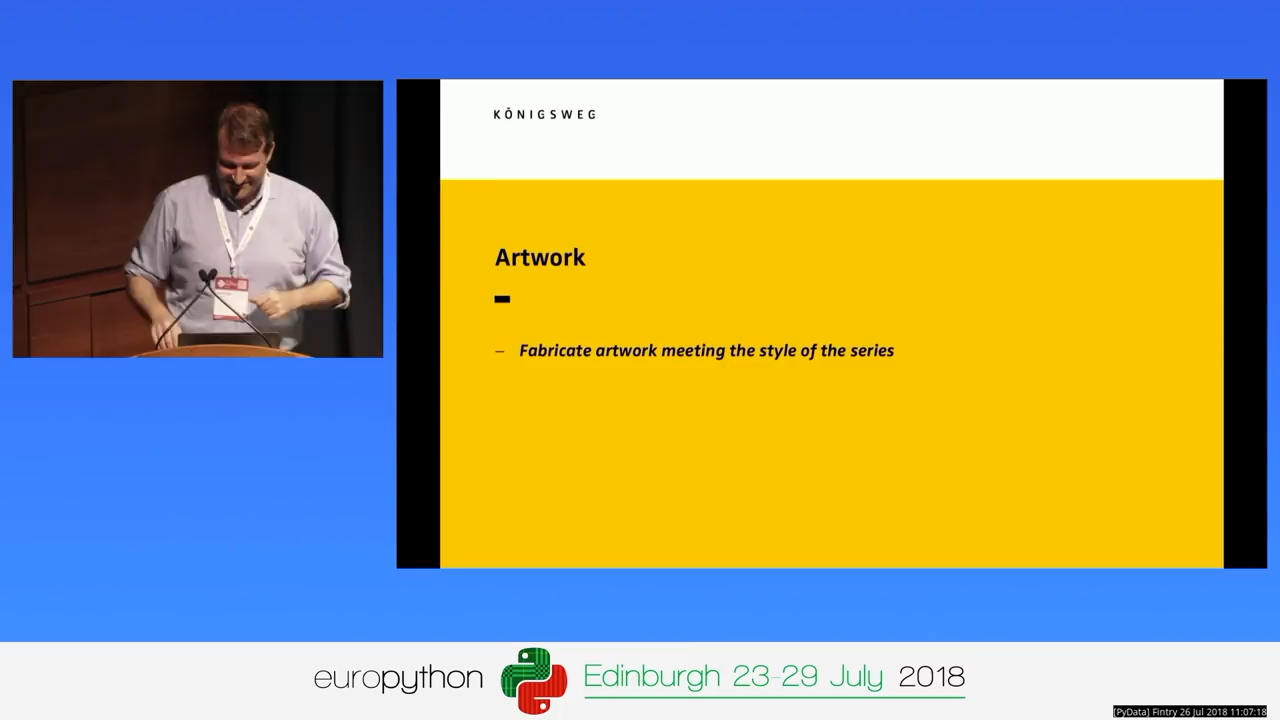 KÖNIGSWEG
Artwork
– Fabricate artwork meeting the style of the series
europython
Edinburgh 23-29 July 2018
[PyData] Fintry 26 Jul 2018 11:07:18